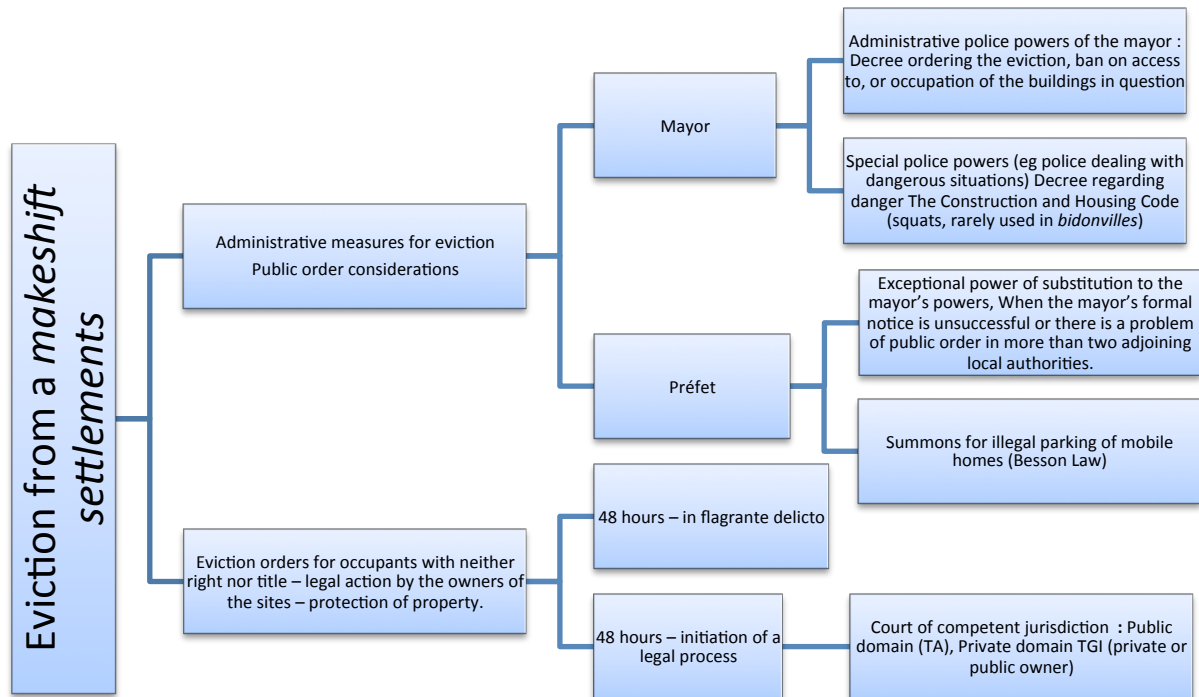 Eviction from a makeshift
settlements
Administrative measures for eviction
Public order considerations
Mayor
Administrative police powers of the mayor :
Decree ordering the eviction, ban on access
to, or occupation of the buildings in question
Special police powers (eg police dealing with
dangerous situations) Decree regarding
danger The Construction and Housing Code
(squats, rarely used in bidonvilles)
Préfet
Exceptional power of substitution to the
mayor's powers, When the mayor's formal
notice is unsuccessful or there is a problem
of public order in more than two adjoining
local authorities.
Summons for illegal parking of mobile
homes (Besson Law)
Eviction orders for occupants with neither
right nor title – legal action by the owners of
the sites – protection of property.
48 hours – in flagrante delicto
48 hours – initiation of a
legal process
Court of competent jurisdiction : Public
domain (TA), Private domain TGI (private or
public owner)